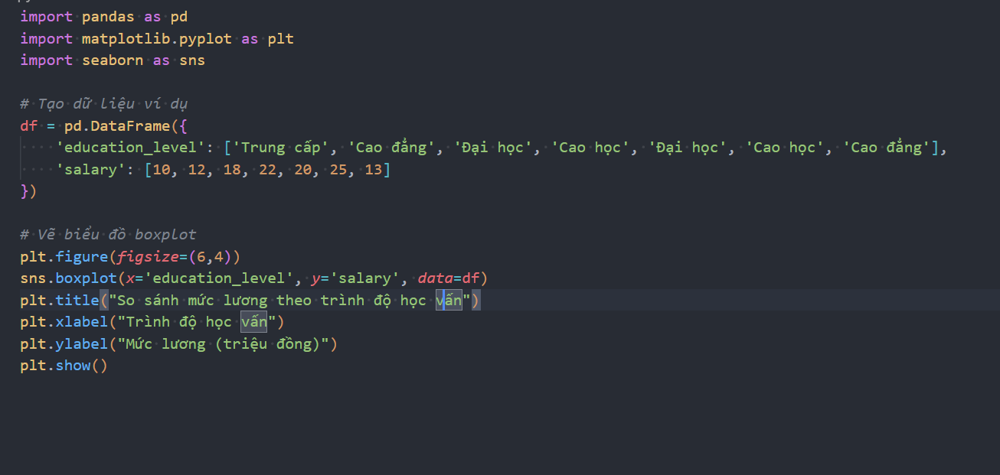 import pandas as pd
import matplotlib.pyplot as plt
import seaborn as sns
# Tạo dữ liệu ví dụ
df = pd.DataFrame({
    'education_level': ['Trung cấp', 'Cao đẳng', 'Đại học', 'Cao học', 'Đại học', 'Cao học', 'Cao đẳng'],
    'salary': [10, 12, 18, 22, 20, 25, 13]
})
# Vẽ biểu đồ boxplot
plt.figure(figsize=(6,4))
sns.boxplot(x='education_level', y='salary', data=df)
plt.title("So sánh mức lương theo trình độ học vấn")
plt.xlabel("Trình độ học vấn")
plt.ylabel("Mức lương (triệu đồng)")
plt.show()